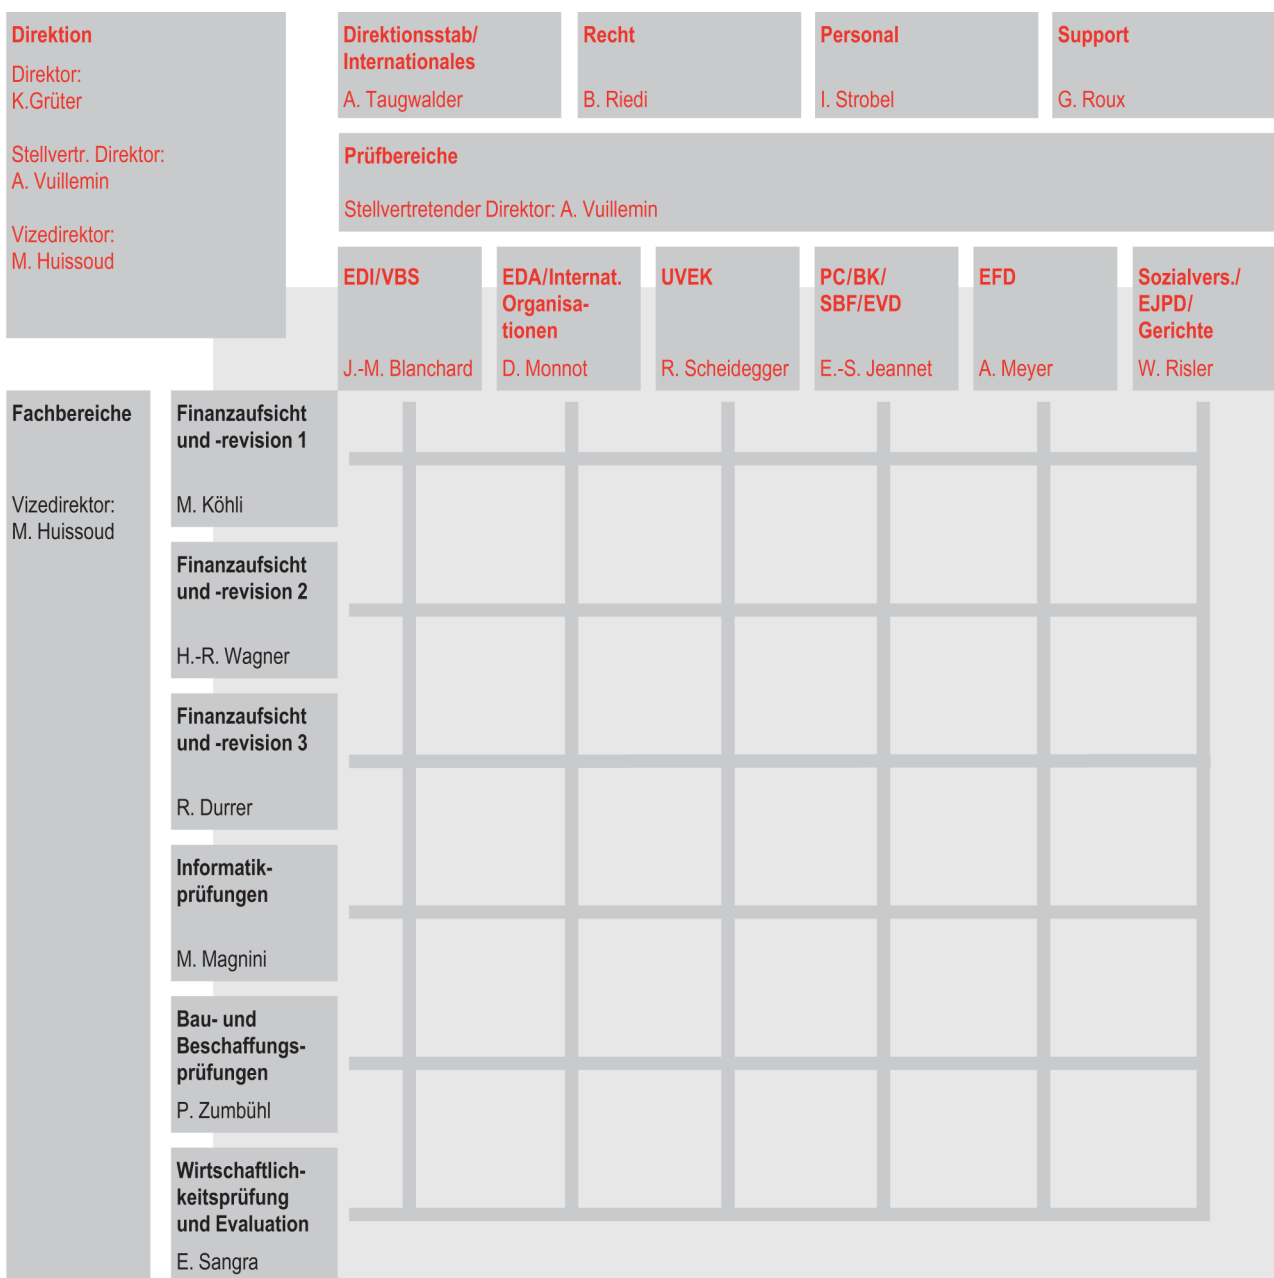 Direktion
Direktor:
K.Grüter
Stellvertr. Direktor:
A. Vuillemin
Vizedirektor:
M. Huissoud
Direktionsstab/
Internationales
A. Taugwalder
Recht
B. Riedi
Personal
I. Strobel
Support
G. Roux
Prüfbereiche
Stellvertretender Direktor: A. Vuillemin
EDI/VBS
J.-M. Blanchard
EDA/Internat.
Organisa-
tionen
D. Monnot
UVEK
R. Scheidegger
PC/BK/
SBF/EVD
E.-S. Jeannet
EFD
A. Meyer
Sozialvers./
EJPD/
Gerichte
W. Risler
Fachbereiche
Vizedirektor:
M. Huissoud
Finanzaufsicht
und -revision 1
M. Köhli
Finanzaufsicht
und -revision 2
H.-R. Wagner
Finanzaufsicht
und -revision 3
R. Durrer
Informatik-
prüfungen
M. Magnini
Bau- und
Beschaffungs-
prüfungen
P. Zumbühl
Wirtschaftlich-
keitsprüfung
und Evaluation
E. Sangra